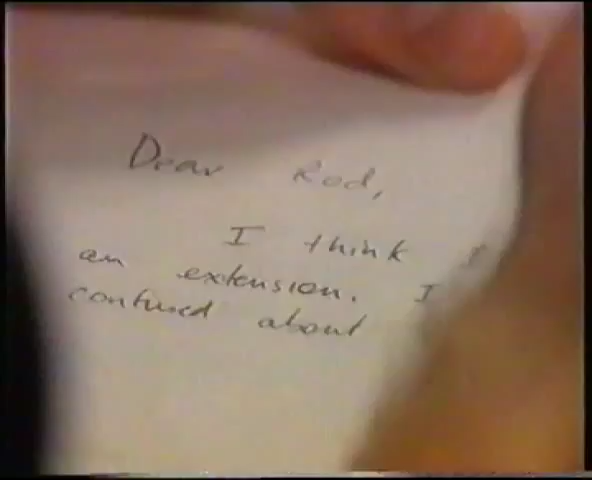 Dear Rod,
I think I
an extension. I
confused about